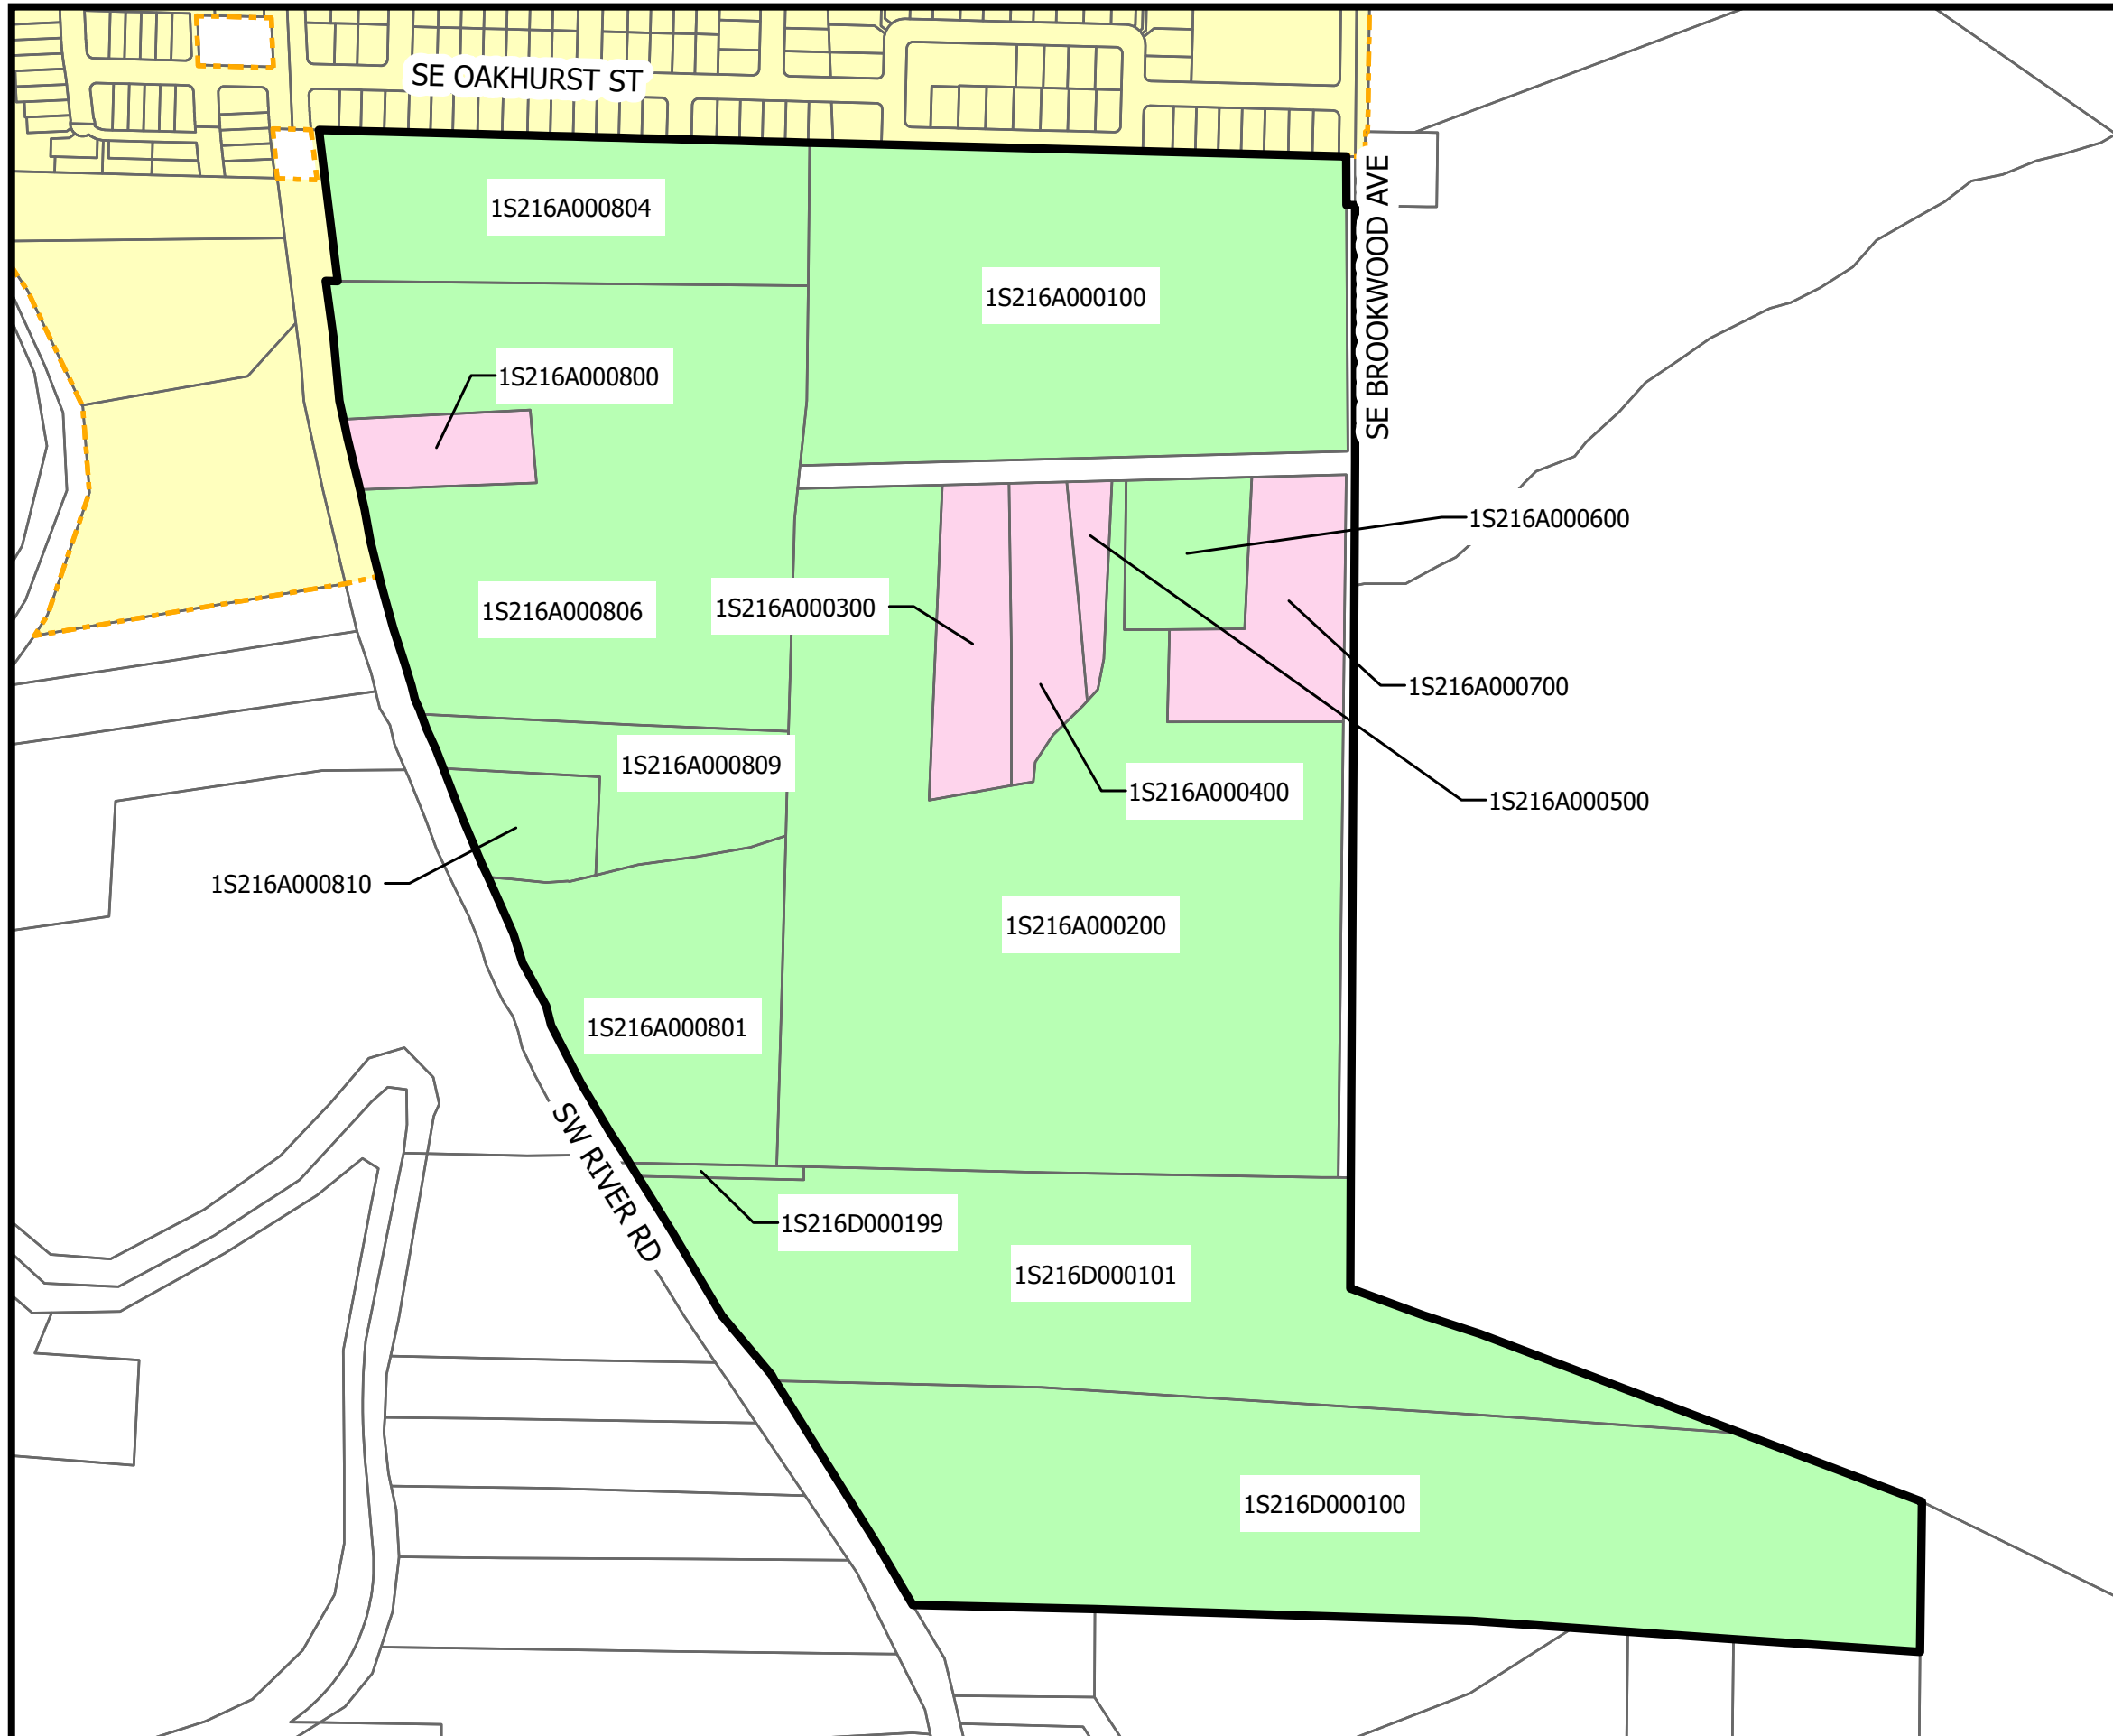 SE OAKHURST ST
1S216A000804
SE BROOKWOOD AVE
1S216A000100
1S216A000800
1S216A000600
1S216A000806
1S216A000300
1S216A000700
1S216A000809
1S216A000400
1S216A000500
1S216A000810
1S216A000200
1S216A000801
SW RIVER RD
1S216D000199
1S216D000101
1S216D000100